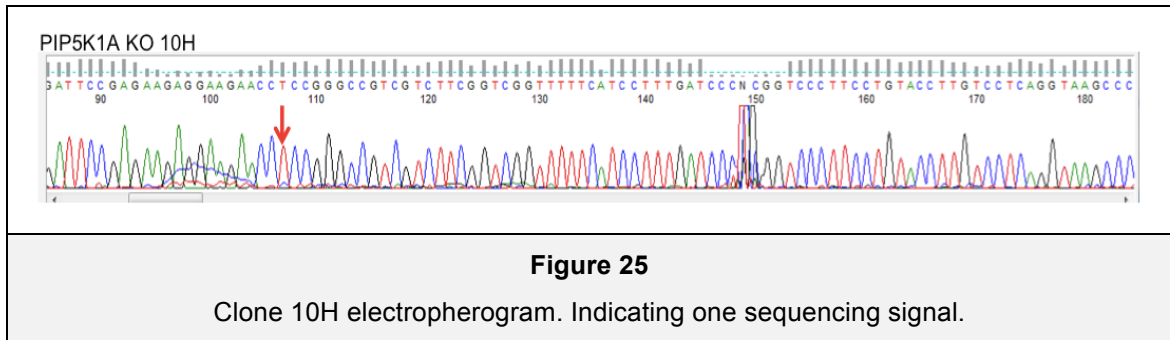 PIP5K1A KO 10H
GATTCCGAGAAGAGGAAGAACCTCCGGGCCGTCGTCTTCGGTCGGTTTTTCATCCTTTGATCCCNCGGTCCCTTCCTGTACCTTGTCCTCAGGTAAGCCC
90 100 110 120 130 140 150 160 170 180
Figure 25
Clone 10H electropherogram. Indicating one sequencing signal.